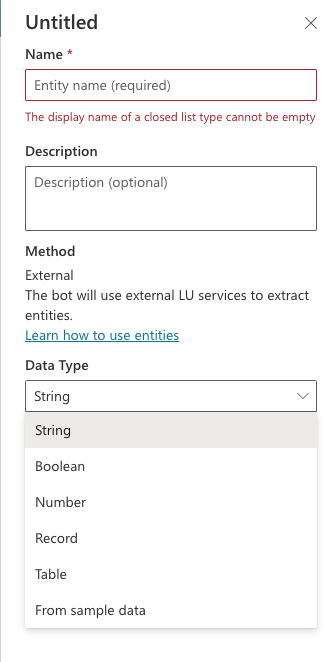 Untitled
Name *
Entity name (required)
The display name of a closed list type cannot be empty
Description
Description (optional)
Method
External
The bot will use external LU services to extract
entities.
Learn how to use entities
Data Type
String
String
Boolean
Number
Record
Table
From sample data